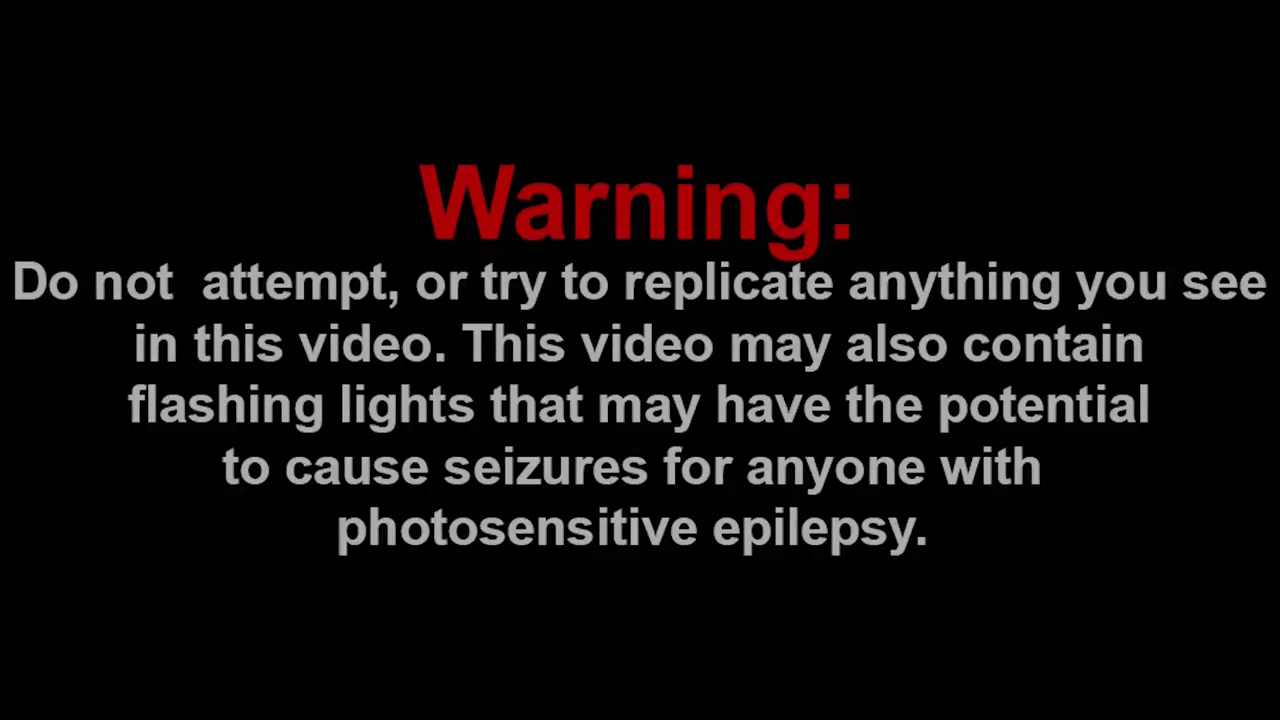 Warning:
Do not  attempt, or try to replicate anything you see
in this video. This video may also contain
flashing lights that may have the potential
to cause seizures for anyone with
photosensitive epilepsy.